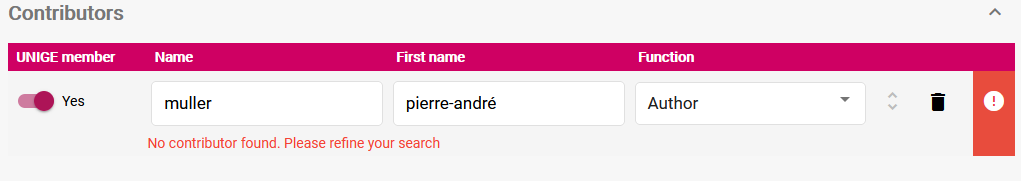 Contributors
UNIGE member Name First name Function
Yes muller pierre-andré Author
No contributor found. Please refine your search